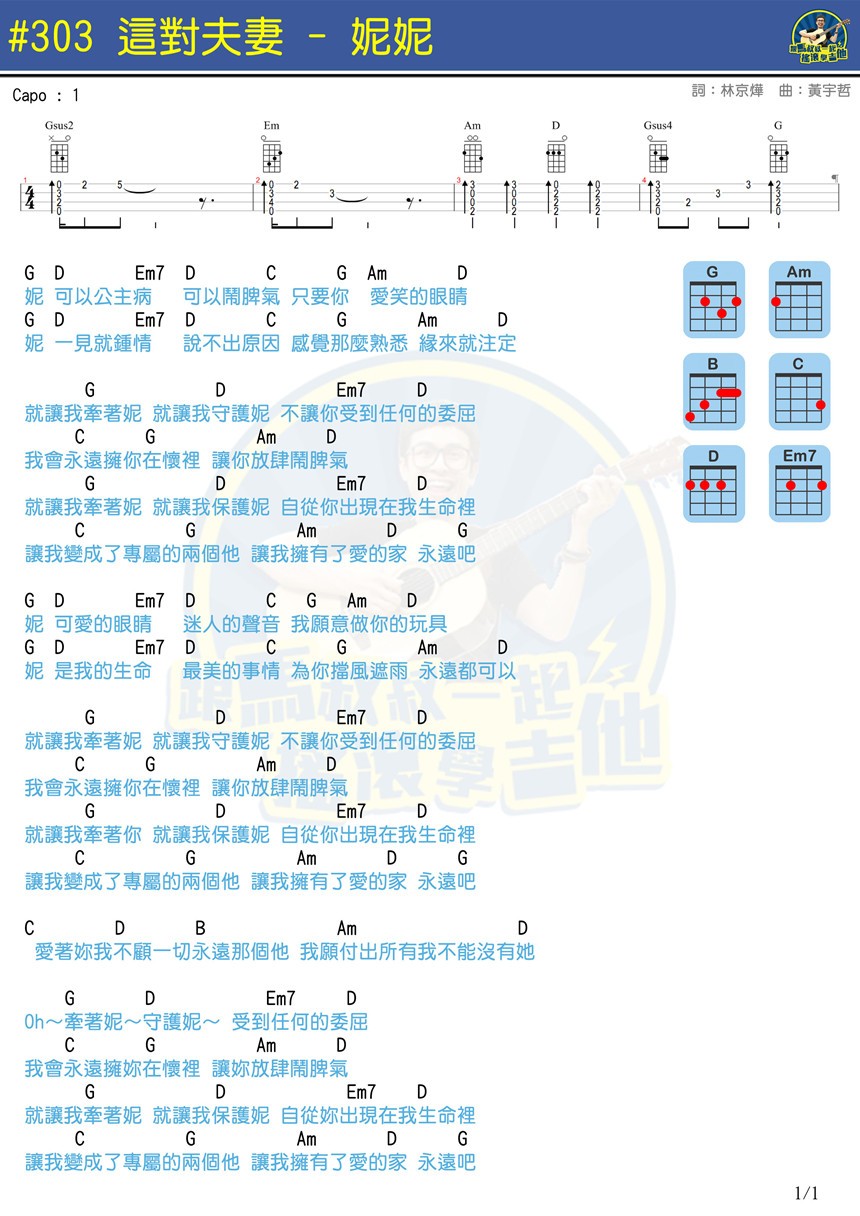 #303 這對夫妻 - 妮妮
跟馬叔叔一起
搖滾學吉他
Capo : 1
詞：林京燁 曲：黃宇哲
Gsus2 Em Am D Gsus4 G
G D Em7 D C G Am D
妮 可以公主病 可以鬧脾氣 只要你 愛笑的眼睛
G D Em7 D C G Am D
妮 一見就鍾情 說不出原因 感覺那麼熟悉 緣來就注定
G D Em7 D
就讓我牽著妮 就讓我守護妮 不讓你受到任何的委屈
C G Am D
我會永遠擁你在懷裡 讓你放肆鬧脾氣
G D Em7 D
就讓我牽著妮 就讓我保護妮 自從你出現在我生命裡
C G Am D G
讓我變成了專屬的兩個他 讓我擁有了愛的家 永遠吧
G D Em7 D C G Am D
妮 可愛的眼睛 迷人的聲音 我願意做你的玩具
G D Em7 D C G Am D
妮 是我的生命 最美的事情 為你擋風遮雨 永遠都可以
G D Em7 D
就讓我牽著妮 就讓我守護妮 不讓你受到任何的委屈
C G Am D
我會永遠擁你在懷裡 讓你放肆鬧脾氣
G D Em7 D
就讓我牽著你 就讓我保護妮 自從你出現在我生命裡
C G Am D G
讓我變成了專屬的兩個他 讓我擁有了愛的家 永遠吧
C D B Am D
愛著妳我不顧一切永遠那個他 我願付出所有我不能沒有她
G D Em7 D
Oh～牽著妮～守護妮～ 受到任何的委屈
C G Am D
我會永遠擁妳在懷裡 讓妳放肆鬧脾氣
G D Em7 D
就讓我牽著妮 就讓我保護妮 自從妳出現在我生命裡
C G Am D G
讓我變成了專屬的兩個他 讓我擁有了愛的家 永遠吧
G Am
B C
D Em7
跟馬叔叔一起
搖滾學吉他
1/1